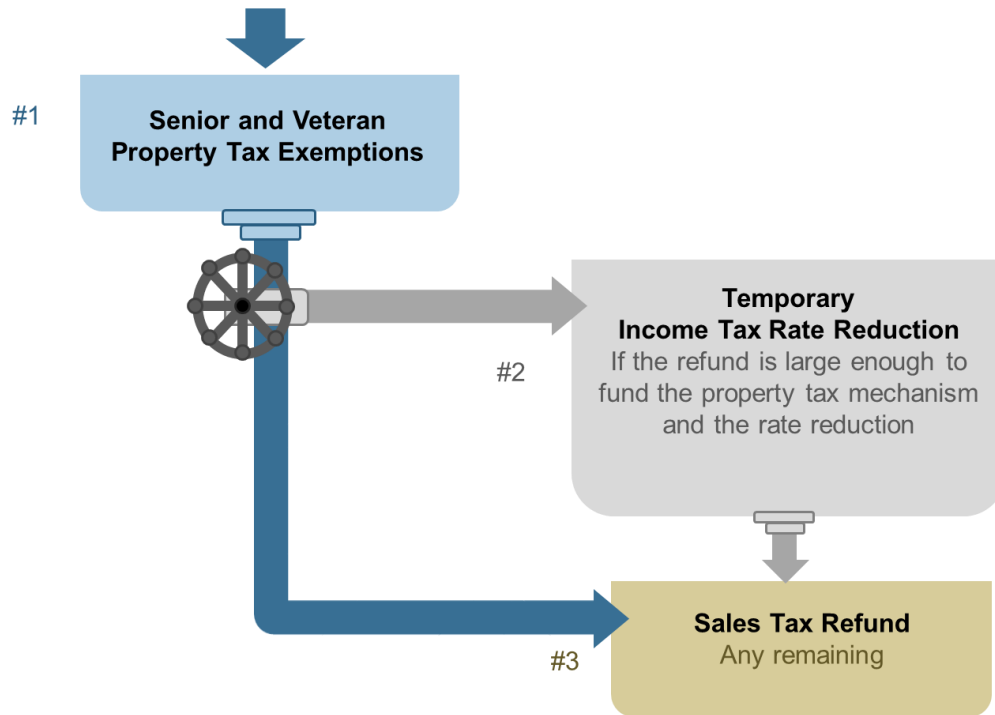 #1
Senior and Veteran
Property Tax Exemptions
#2
Temporary
Income Tax Rate Reduction
If the refund is large enough to
fund the property tax mechanism
and the rate reduction
#3
Sales Tax Refund
Any remaining